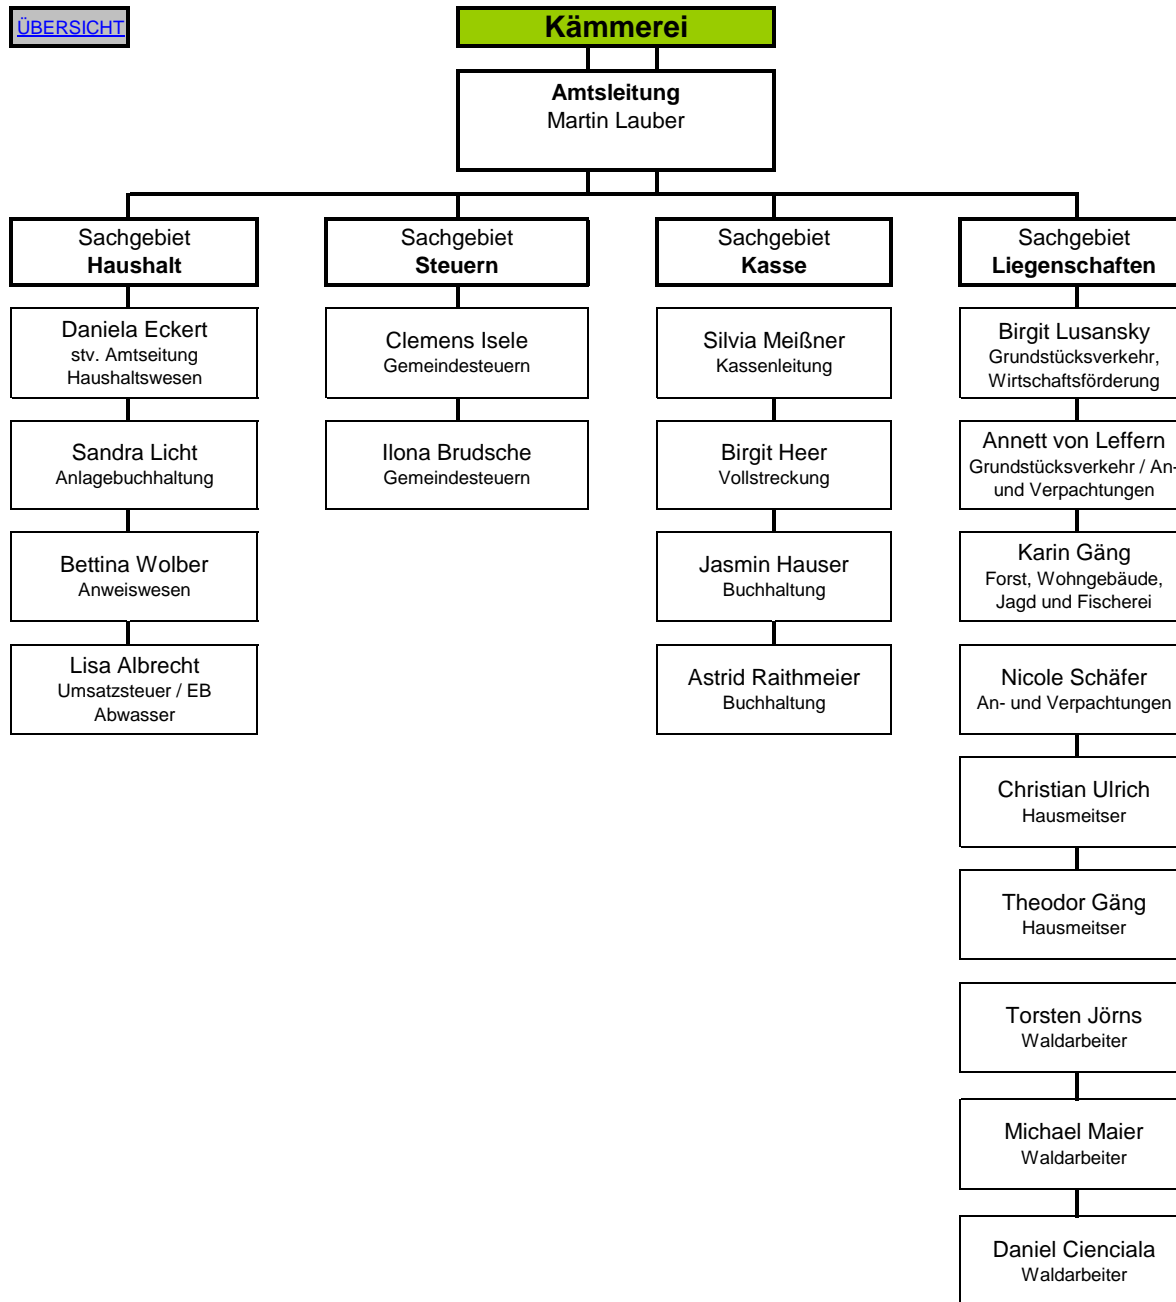 ÜBERSICHT
Kämmerei
Amtsleitung
Martin Lauber
Sachgebiet
Haushalt
Daniela Eckert
stv. Amtseitung
Haushaltswesen
Sandra Licht
Anlagebuchhaltung
Bettina Wolber
Anweiswesen
Lisa Albrecht
Umsatzsteuer / EB
Abwasser
Sachgebiet
Steuern
Clemens Isele
Gemeindesteuern
Ilona Brudsche
Gemeindesteuern
Sachgebiet
Kasse
Silvia Meißner
Kassenleitung
Birgit Heer
Vollstreckung
Jasmin Hauser
Buchhaltung
Astrid Raithmeier
Buchhaltung
Sachgebiet
Liegenschaften
Birgit Lusansky
Grundstücksverkehr,
Wirtschaftsförderung
Annett von Leffern
Grundstücksverkehr / An-
und Verpachtungen
Karin Gäng
Forst, Wohngebäude,
Jagd und Fischerei
Nicole Schäfer
An- und Verpachtungen
Christian Ulrich
Hausmeitser
Theodor Gäng
Hausmeitser
Torsten Jörns
Waldarbeiter
Michael Maier
Waldarbeiter
Daniel Cienciala
Waldarbeiter